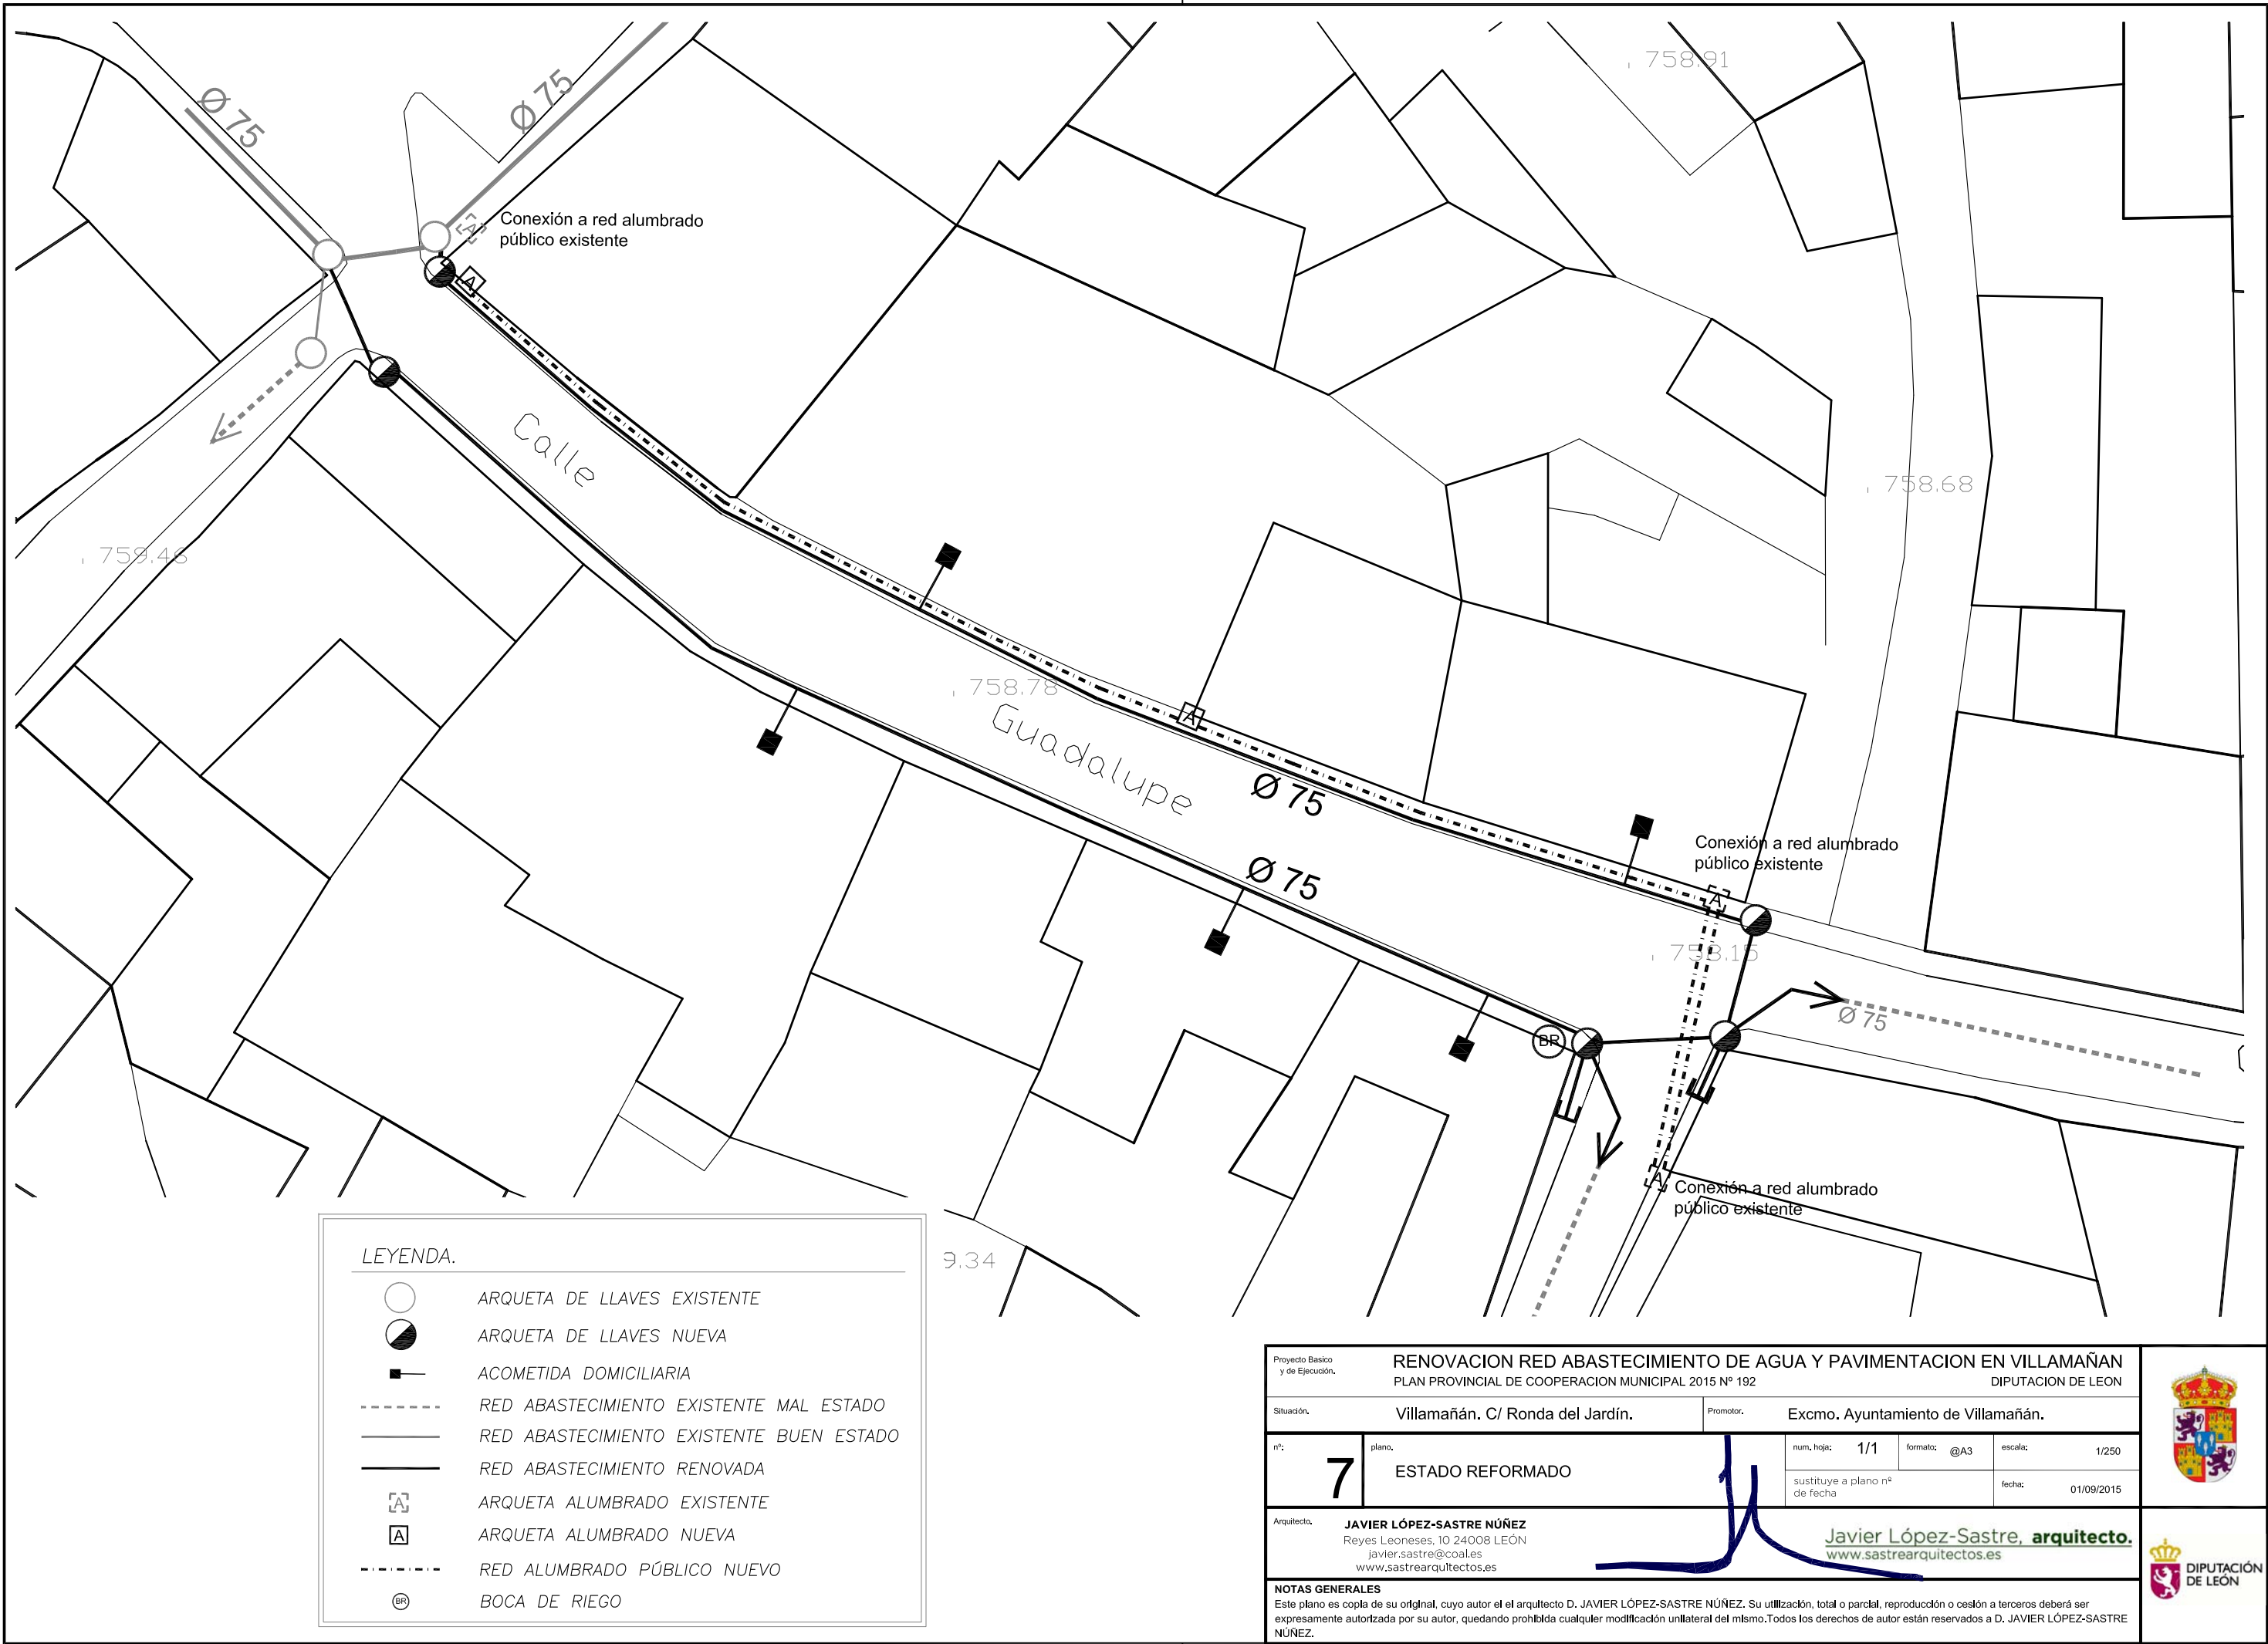 758.91
Ø 75
Ø 75
Conexión a red alumbrado
público existente
A
A
Calle
758.68
759.46
758.78
Guadalupe
A
Ø 75
Ø 75
Conexión a red alumbrado
público existente
A
758.15
Ø 75
BR
A
Conexión a red alumbrado
público existente
9.34
LEYENDA.
ARQUETA DE LLAVES EXISTENTE
ARQUETA DE LLAVES NUEVA
ACOMETIDA DOMICILIARIA
RED ABASTECIMIENTO EXISTENTE MAL ESTADO
RED ABASTECIMIENTO EXISTENTE BUEN ESTADO
RED ABASTECIMIENTO RENOVADA
A ARQUETA ALUMBRADO EXISTENTE
A ARQUETA ALUMBRADO NUEVA
RED ALUMBRADO PÚBLICO NUEVO
BR BOCA DE RIEGO
Proyecto Basico
y de Ejecución.
RENOVACION RED ABASTECIMIENTO DE AGUA Y PAVIMENTACION EN VILLAMAÑAN
PLAN PROVINCIAL DE COOPERACION MUNICIPAL 2015 Nº 192 DIPUTACION DE LEON
Situación. Villamañán. C/ Ronda del Jardín. Promotor. Excmo. Ayuntamiento de Villamañán.
nº: 7
plano.
ESTADO REFORMADO
num. hoja: 1/1 formato: @A3 escala: 1/250
sustituye a plano nº
de fecha
fecha: 01/09/2015
Arquitecto. JAVIER LÓPEZ-SASTRE NÚÑEZ
Reyes Leoneses, 10 24008 LEÓN
javier.sastre@coal.es
www.sastrearquitectos.es
Javier López-Sastre, arquitecto.
www.sastrearquitectos.es
DIPUTACIÓN
DE LEÓN
NOTAS GENERALES
Este plano es copia de su original, cuyo autor el el arquitecto D. JAVIER LÓPEZ-SASTRE NÚÑEZ. Su utilización, total o parcial, reproducción o cesión a terceros deberá ser
expresamente autorizada por su autor, quedando prohibida cualquier modificación unilateral del mismo.Todos los derechos de autor están reservados a D. JAVIER LÓPEZ-SASTRE
NÚÑEZ.